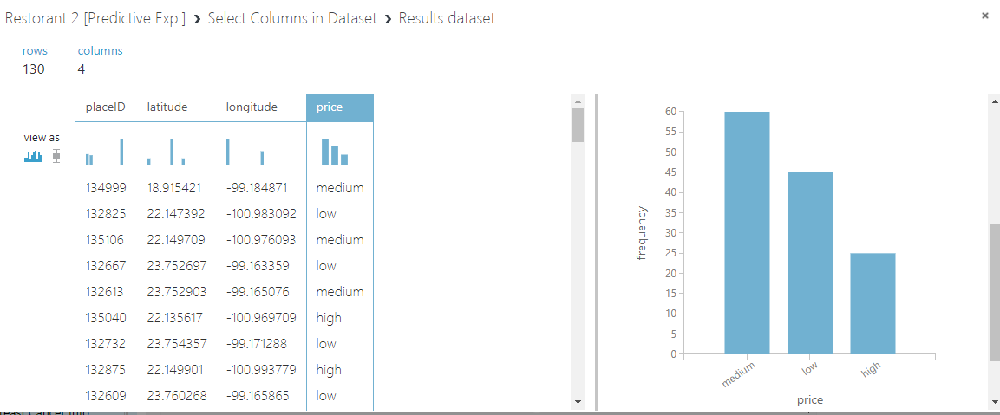 Restorant 2 [Predictive Exp.] › Select Columns in Dataset › Results dataset ×
rows columns
130 4
placeID latitude longitude price
view as
134999 18.915421 -99.184871 medium
132825 22.147392 -100.983092 low
135106 22.149709 -100.976093 medium
132667 23.752697 -99.163359 low
132613 23.752903 -99.165076 medium
135040 22.135617 -100.969709 high
132732 23.754357 -99.171288 low
132875 22.149901 -100.993779 high
132609 23.760268 -99.165865 low
60
55
50
45
40
35
30
25
20
15
10
5
0
frequency
medium low high
price